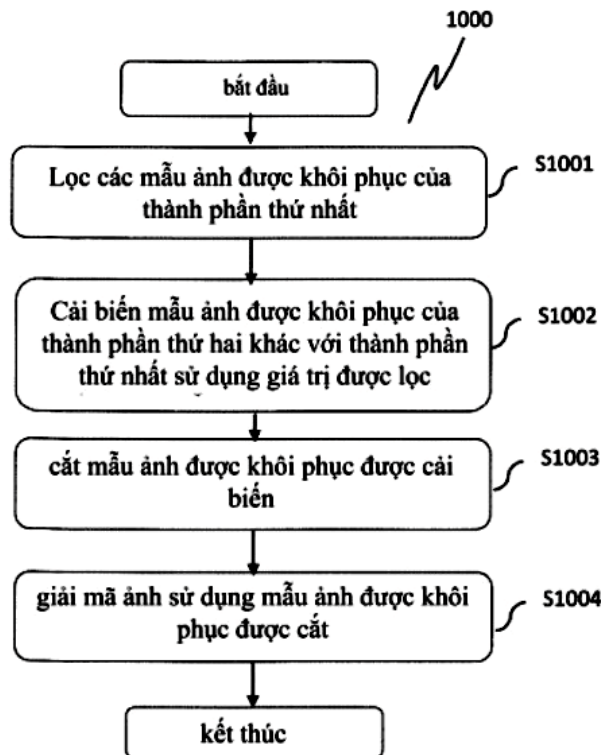 1000
bắt đầu
Lọc các mẫu ảnh được khôi phục của
thành phần thứ nhất
S1001
Cải biến mẫu ảnh được khôi phục của
thành phần thứ hai khác với thành phần
thứ nhất sử dụng giá trị được lọc
S1002
cắt mẫu ảnh được khôi phục được cải
biến
S1003
giải mã ảnh sử dụng mẫu ảnh được khôi
phục được cắt
S1004
kết thúc